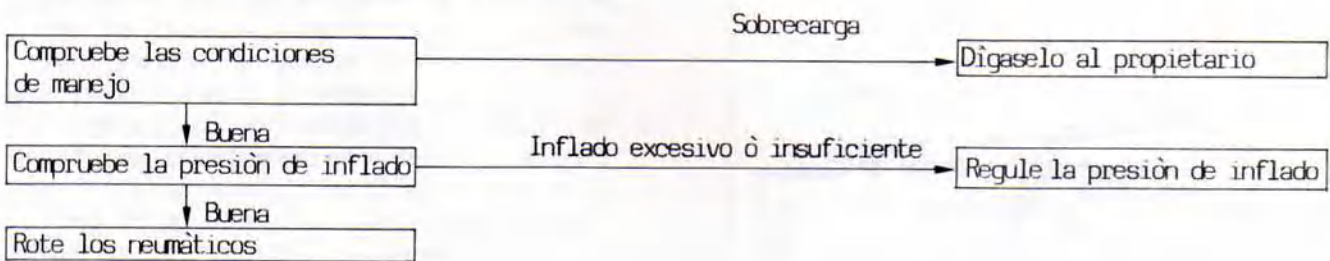 Sobrecarga
Compruebe las condiciones
de manejo
Dìgaselo al propietario
Buena
Compruebe la presiòn de inflado
Inflado excesivo ò insuficiente
Regule la presiòn de inflado
Buena
Rote los neumàticos